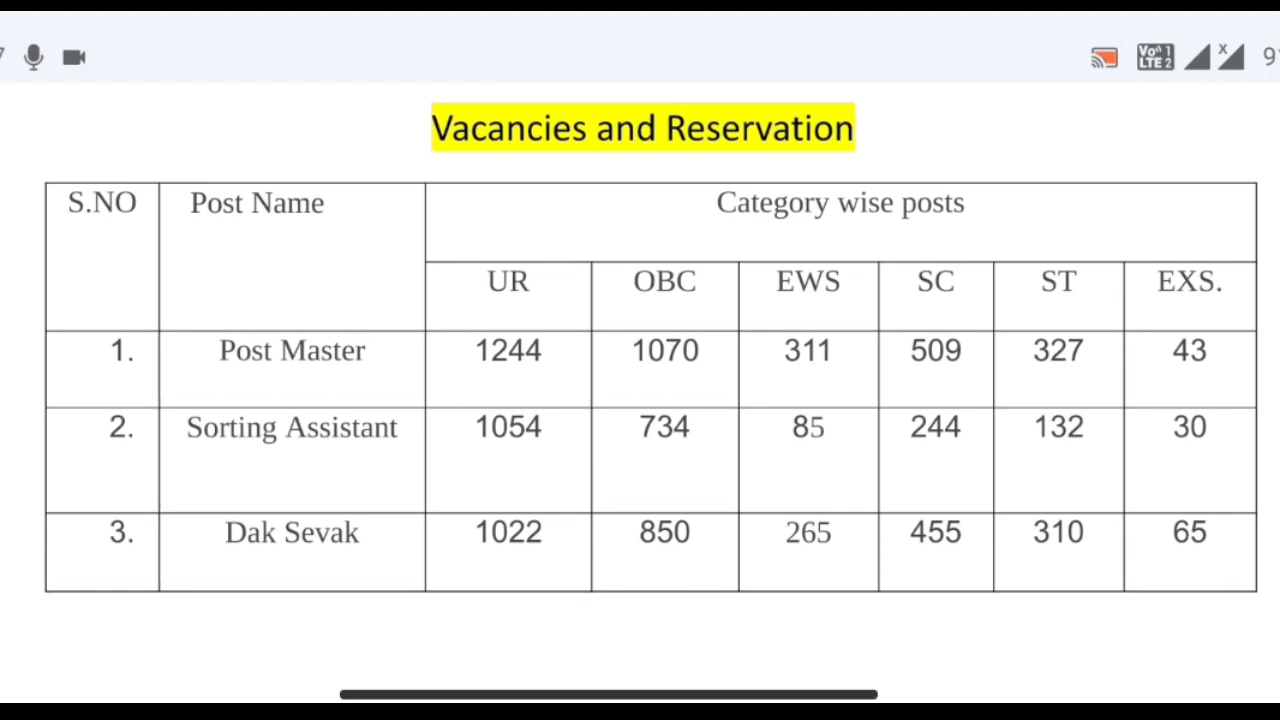 Vacancies and Reservation
S.NO Post Name Category wise posts
UR OBC EWS SC ST EXS.
1. Post Master 1244 1070 311 509 327 43
2. Sorting Assistant 1054 734 85 244 132 30
3. Dak Sevak 1022 850 265 455 310 65